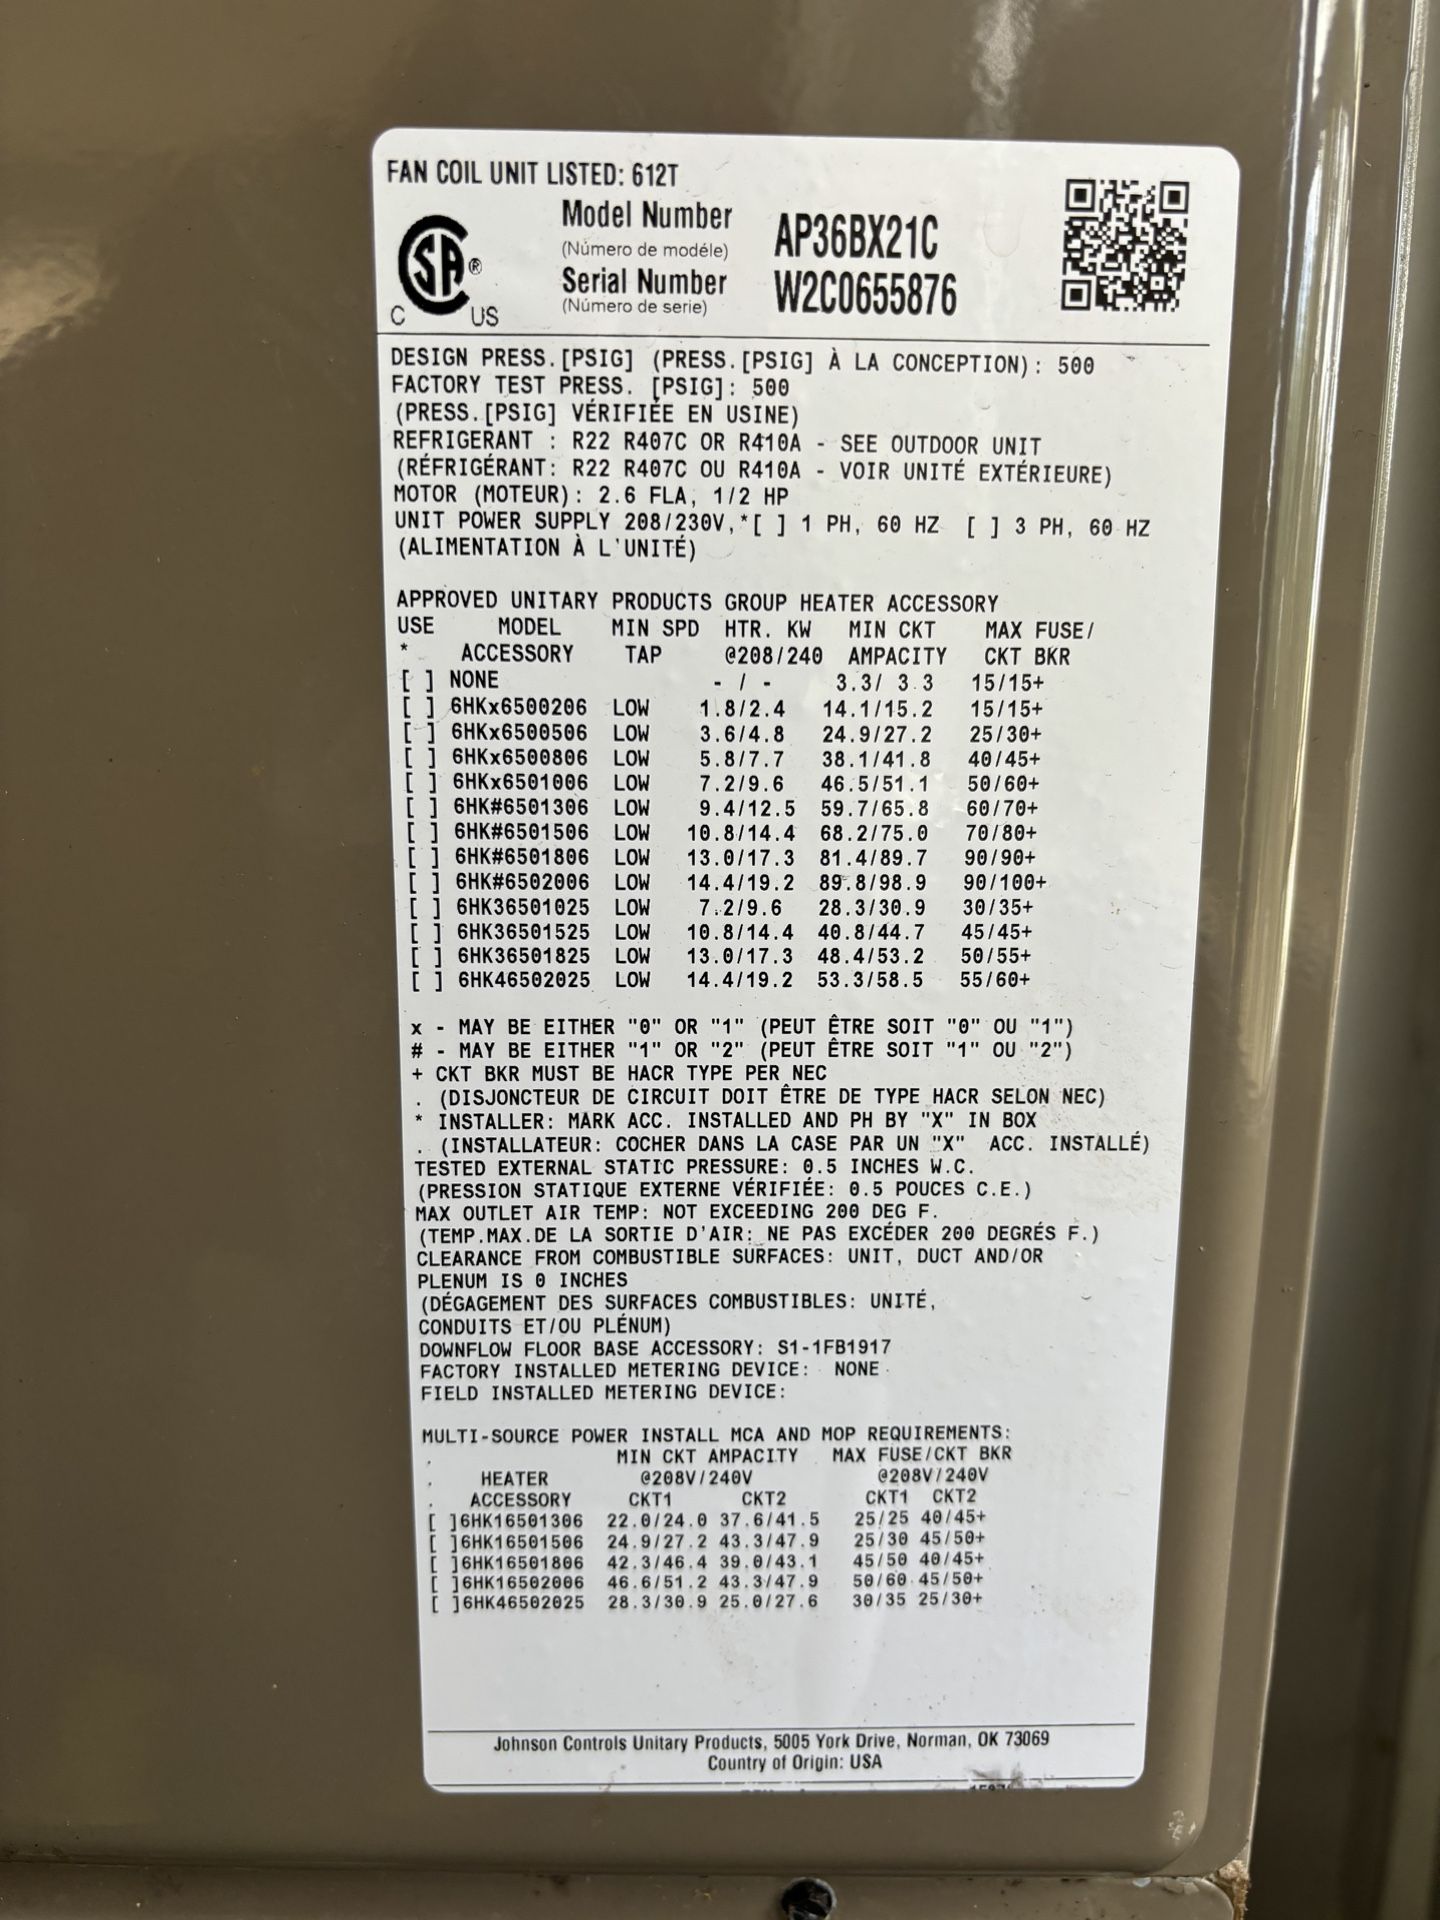 FAN COIL UNIT LISTED: 612T
Model Number AP36BX21C
(Número de modéle)
Serial Number W2C0655876
(Número de serie)
SA ®
C US
DESIGN PRESS.[PSIG] (PRESS.[PSIG] À LA CONCEPTION): 500
FACTORY TEST PRESS. [PSIG]: 500
(PRESS.[PSIG] VÉRIFIÉE EN USINE)
REFRIGERANT : R22 R407C OR R410A - SEE OUTDOOR UNIT
(RÉFRIGÉRANT: R22 R407C OU R410A - VOIR UNITÉ EXTÉRIEURE)
MOTOR (MOTEUR): 2.6 FLA, 1/2 HP
UNIT POWER SUPPLY 208/230V,*[ ] 1 PH, 60 HZ [ ] 3 PH, 60 HZ
(ALIMENTATION À L'UNITÉ)
APPROVED UNITARY PRODUCTS GROUP HEATER ACCESSORY
USE MODEL MIN SPD HTR. KW MIN CKT MAX FUSE/
* ACCESSORY TAP @208/240 AMPACITY CKT BKR
[ ] NONE - / - 3.3/ 3.3 15/15+
[ ] 6HKx6500206 LOW 1.8/2.4 14.1/15.2 15/15+
[ ] 6HKx6500506 LOW 3.6/4.8 24.9/27.2 25/30+
[ ] 6HKx6500806 LOW 5.8/7.7 38.1/41.8 40/45+
[ ] 6HKx6501006 LOW 7.2/9.6 46.5/51.1 50/60+
[ ] 6HK#6501306 LOW 9.4/12.5 59.7/65.8 60/70+
[ ] 6HK#6501506 LOW 10.8/14.4 68.2/75.0 70/80+
[ ] 6HK#6501806 LOW 13.0/17.3 81.4/89.7 90/90+
[ ] 6HK#6502006 LOW 14.4/19.2 89.8/98.9 90/100+
[ ] 6HK36501025 LOW 7.2/9.6 28.3/30.9 30/35+
[ ] 6HK36501525 LOW 10.8/14.4 40.8/44.7 45/45+
[ ] 6HK36501825 LOW 13.0/17.3 48.4/53.2 50/55+
[ ] 6HK46502025 LOW 14.4/19.2 53.3/58.5 55/60+
x - MAY BE EITHER "0" OR "1" (PEUT ÊTRE SOIT "0" OU "1")
# - MAY BE EITHER "1" OR "2" (PEUT ÊTRE SOIT "1" OU "2")
+ CKT BKR MUST BE HACR TYPE PER NEC
. (DISJONCTEUR DE CIRCUIT DOIT ÊTRE DE TYPE HACR SELON NEC)
* INSTALLER: MARK ACC. INSTALLED AND PH BY "X" IN BOX
. (INSTALLATEUR: COCHER DANS LA CASE PAR UN "X" ACC. INSTALLÉ)
TESTED EXTERNAL STATIC PRESSURE: 0.5 INCHES W.C.
(PRESSION STATIQUE EXTERNE VÉRIFIÉE: 0.5 POUCES C.E.)
MAX OUTLET AIR TEMP: NOT EXCEEDING 200 DEG F.
(TEMP.MAX.DE LA SORTIE D'AIR: NE PAS EXCÉDER 200 DEGRÉS F.)
CLEARANCE FROM COMBUSTIBLE SURFACES: UNIT, DUCT AND/OR
PLENUM IS 0 INCHES
(DÉGAGEMENT DES SURFACES COMBUSTIBLES: UNITÉ,
CONDUITS ET/OU PLÉNUM)
DOWNFLOW FLOOR BASE ACCESSORY: S1-1FB1917
FACTORY INSTALLED METERING DEVICE: NONE
FIELD INSTALLED METERING DEVICE:
MULTI-SOURCE POWER INSTALL MCA AND MOP REQUIREMENTS:
. MIN CKT AMPACITY MAX FUSE/CKT BKR
. HEATER @208V/240V @208V/240V
. ACCESSORY CKT1 CKT2 CKT1 CKT2
[ ]6HK16501306 22.0/24.0 37.6/41.5 25/25 40/45+
[ ]6HK16501506 24.9/27.2 43.3/47.9 25/30 45/50+
[ ]6HK16501806 42.3/46.4 39.0/43.1 45/50 40/45+
[ ]6HK16502006 46.6/51.2 43.3/47.9 50/60 45/50+
[ ]6HK46502025 28.3/30.9 25.0/27.6 30/35 25/30+
Johnson Controls Unitary Products, 5005 York Drive, Norman, OK 73069
Country of Origin: USA